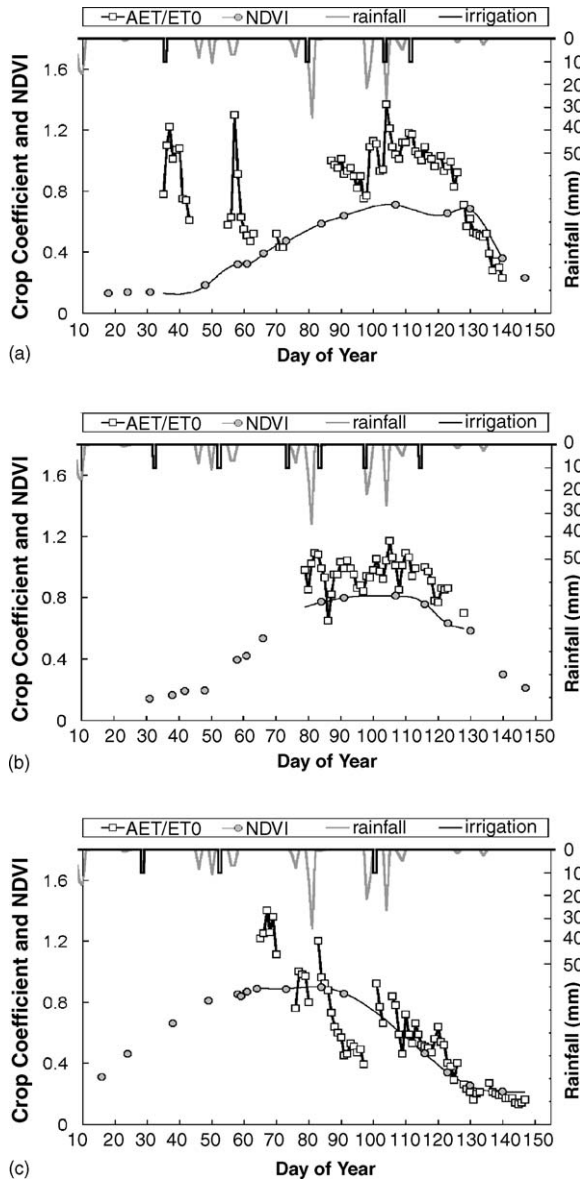 AET/ET0 NDVI rainfall irrigation
Crop Coefficient and NDVI
1.8
1.2
0.6
0
0
10
20
30
40
50
Rainfall (mm)
10 20 30 40 50 60 70 80 90 100 110 120 130 140 150
(a)
Day of Year
AET/ET0 NDVI rainfall irrigation
Crop Coefficient and NDVI
1.6
1.2
0.8
0.4
0
0
10
20
30
40
50
Rainfall (mm)
10 20 30 40 50 60 70 80 90 100 110 120 130 140 150
(b)
Day of Year
AET/ET0 NDVI rainfall irrigation
Crop Coefficient and NDVI
1.6
1.2
0.8
0.4
0
0
10
20
30
40
50
Rainfall (mm)
10 20 30 40 50 60 70 80 90 100 110 120 130 140 150
(c)
Day of Year